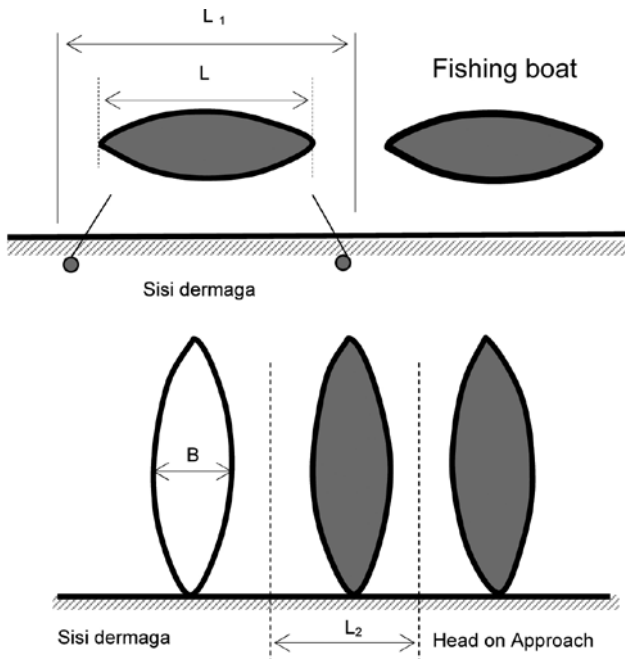 L 1
L
Fishing boat
Sisi dermaga
B
L2
Sisi dermaga
Head on Approach